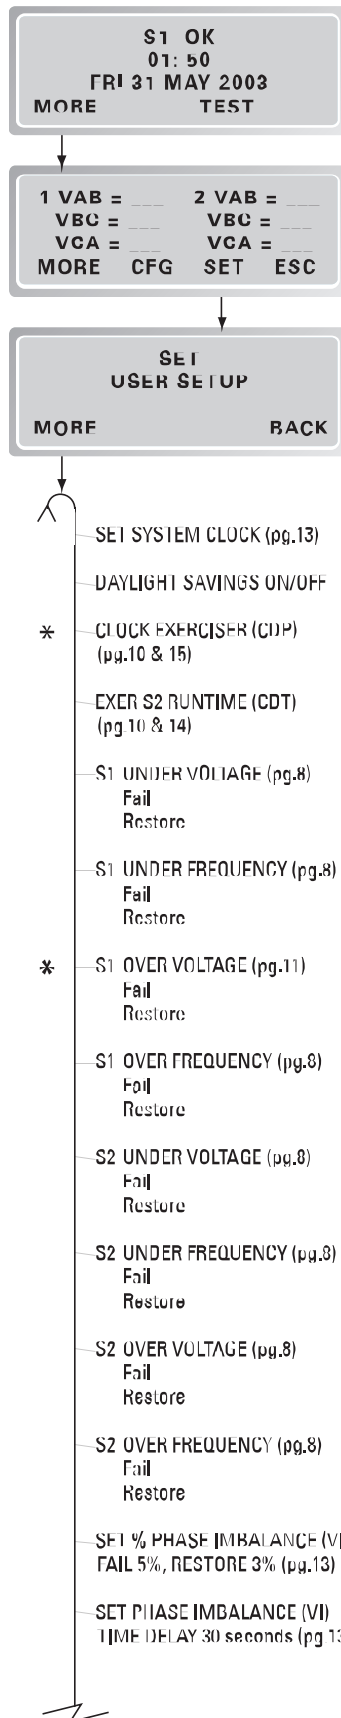 S1 OK
01: 50
FRI 31 MAY 2003
MORE TEST
1 VAB = ___ 2 VAB = ___
VBC = ___ VBC = ___
VCA = ___ VCA = ___
MORE CFG SET ESC
SET
USER SETUP
MORE BACK
SET SYSTEM CLOCK (pg.13)
DAYLIGHT SAVINGS ON/OFF
* CLOCK EXERCISER (CDP)
(pg.10 & 15)
EXER S2 RUNTIME (CDT)
(pg.10 & 14)
S1 UNDER VOLTAGE (pg.8)
Fail
Restore
S1 UNDER FREQUENCY (pg.8)
Fail
Restore
* S1 OVER VOLTAGE (pg.11)
Fail
Restore
S1 OVER FREQUENCY (pg.8)
Fail
Restore
S2 UNDER VOLTAGE (pg.8)
Fail
Restore
S2 UNDER FREQUENCY (pg.8)
Fail
Restore
S2 OVER VOLTAGE (pg.8)
Fail
Restore
S2 OVER FREQUENCY (pg.8)
Fail
Restore
SET % PHASE IMBALANCE (VI
FAIL 5%, RESTORE 3% (pg.13)
SET PHASE IMBALANCE (VI)
TIME DELAY 30 seconds (pg 13